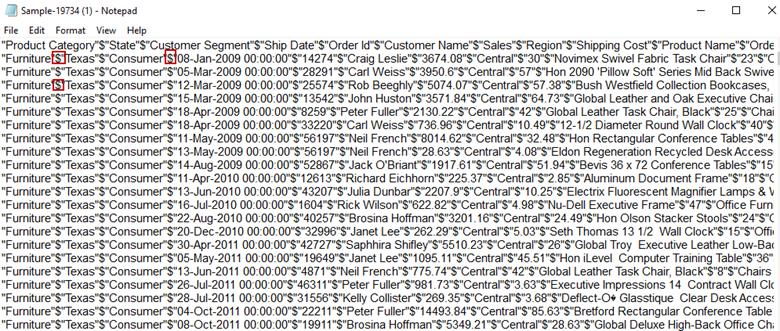 Sample-19734 (1) - Notepad
File Edit Format View Help
"Product Category"$"State"$"Customer Segment"$"Ship Date"$"Order Id"$"Customer Name"$"Sales"$"Region"$"Shipping Cost"$"Product Name"$"Orde
"Furniture"$"Texas"$"Consumer"$"08-Jan-2009 00:00:00"$"14274"$"Craig Leslie"$"3674.08"$"Central"$"30"$"Novimex Swivel Fabric Task Chair"$"23"$"C
"Furniture"$"Texas"$"Consumer"$"05-Mar-2009 00:00:00"$"28291"$"Carl Weiss"$"3950.6"$"Central"$"57"$"Hon 2090 'Pillow Soft' Series Mid Back Swive
"Furniture"$"Texas"$"Consumer"$"12-Mar-2009 00:00:00"$"25574"$"Rob Beeghly"$"5074.07"$"Central"$"57.38"$"Bush Westfield Collection Bookcases,
"Furniture"$"Texas"$"Consumer"$"15-Mar-2009 00:00:00"$"13542"$"John Huston"$"3571.84"$"Central"$"64.73"$"Global Leather and Oak Executive Chai
"Furniture"$"Texas"$"Consumer"$"18-Apr-2009 00:00:00"$"8259"$"Peter Fuller"$"2130.22"$"Central"$"42"$"Global Leather Task Chair, Black"$"25"$"Cha
"Furniture"$"Texas"$"Consumer"$"18-Apr-2009 00:00:00"$"33220"$"Carl Weiss"$"736.96"$"Central"$"10.49"$"12-1/2 Diameter Round Wall Clock"$"40"$
"Furniture"$"Texas"$"Consumer"$"11-May-2009 00:00:00"$"56197"$"Neil French"$"8014.62"$"Central"$"32.48"$"Hon Rectangular Conference Tables"$"4
"Furniture"$"Texas"$"Consumer"$"13-May-2009 00:00:00"$"56197"$"Neil French"$"28.63"$"Central"$"4.08"$"Eldon Regeneration Recycled Desk Access
"Furniture"$"Texas"$"Consumer"$"14-Aug-2009 00:00:00"$"52867"$"Jack O'Briant"$"1917.61"$"Central"$"51.94"$"Bevis 36 x 72 Conference Tables"$"15
"Furniture"$"Texas"$"Consumer"$"11-Apr-2010 00:00:00"$"12613"$"Richard Eichhorn"$"225.37"$"Central"$"2.85"$"Aluminum Document Frame"$"18"$"C
"Furniture"$"Texas"$"Consumer"$"13-Jun-2010 00:00:00"$"43207"$"Julia Dunbar"$"2207.9"$"Central"$"10.25"$"Electrix Fluorescent Magnifier Lamps & W
"Furniture"$"Texas"$"Consumer"$"16-Jul-2010 00:00:00"$"1604"$"Rick Wilson"$"622.82"$"Central"$"4.98"$"Nu-Dell Executive Frame"$"47"$"Office Furn
"Furniture"$"Texas"$"Consumer"$"22-Aug-2010 00:00:00"$"40257"$"Brosina Hoffman"$"3201.16"$"Central"$"24.49"$"Hon Olson Stacker Stools"$"24"$"C
"Furniture"$"Texas"$"Consumer"$"20-Dec-2010 00:00:00"$"32996"$"Janet Lee"$"262.29"$"Central"$"5.03"$"Seth Thomas 13 1/2 Wall Clock"$"15"$"Offic
"Furniture"$"Texas"$"Consumer"$"30-Apr-2011 00:00:00"$"42727"$"Saphhira Shifley"$"5510.23"$"Central"$"26"$"Global Troy Executive Leather Low-Ba
"Furniture"$"Texas"$"Consumer"$"05-May-2011 00:00:00"$"19649"$"Janet Lee"$"1095.11"$"Central"$"45.51"$"Hon iLevel Computer Training Table"$"36"
"Furniture"$"Texas"$"Consumer"$"13-Jun-2011 00:00:00"$"4871"$"Neil French"$"775.74"$"Central"$"42"$"Global Leather Task Chair, Black"$"8"$"Chairs
"Furniture"$"Texas"$"Consumer"$"26-Jul-2011 00:00:00"$"46311"$"Peter Fuller"$"981.73"$"Central"$"3.63"$"Executive Impressions 14 Contract Wall Clo
"Furniture"$"Texas"$"Consumer"$"28-Jul-2011 00:00:00"$"31556"$"Kelly Collister"$"269.35"$"Central"$"3.68"$"Deflect-O♦ Glasstique Clear Desk Access
"Furniture"$"Texas"$"Consumer"$"04-Oct-2011 00:00:00"$"22211"$"Peter Fuller"$"14493.84"$"Central"$"85.63"$"Bretford Rectangular Conference Table
"Furniture"$"Texas"$"Consumer"$"08-Oct-2011 00:00:00"$"19911"$"Brosina Hoffman"$"5349.21"$"Central"$"28.63"$"Global Deluxe High-Back Office Cha